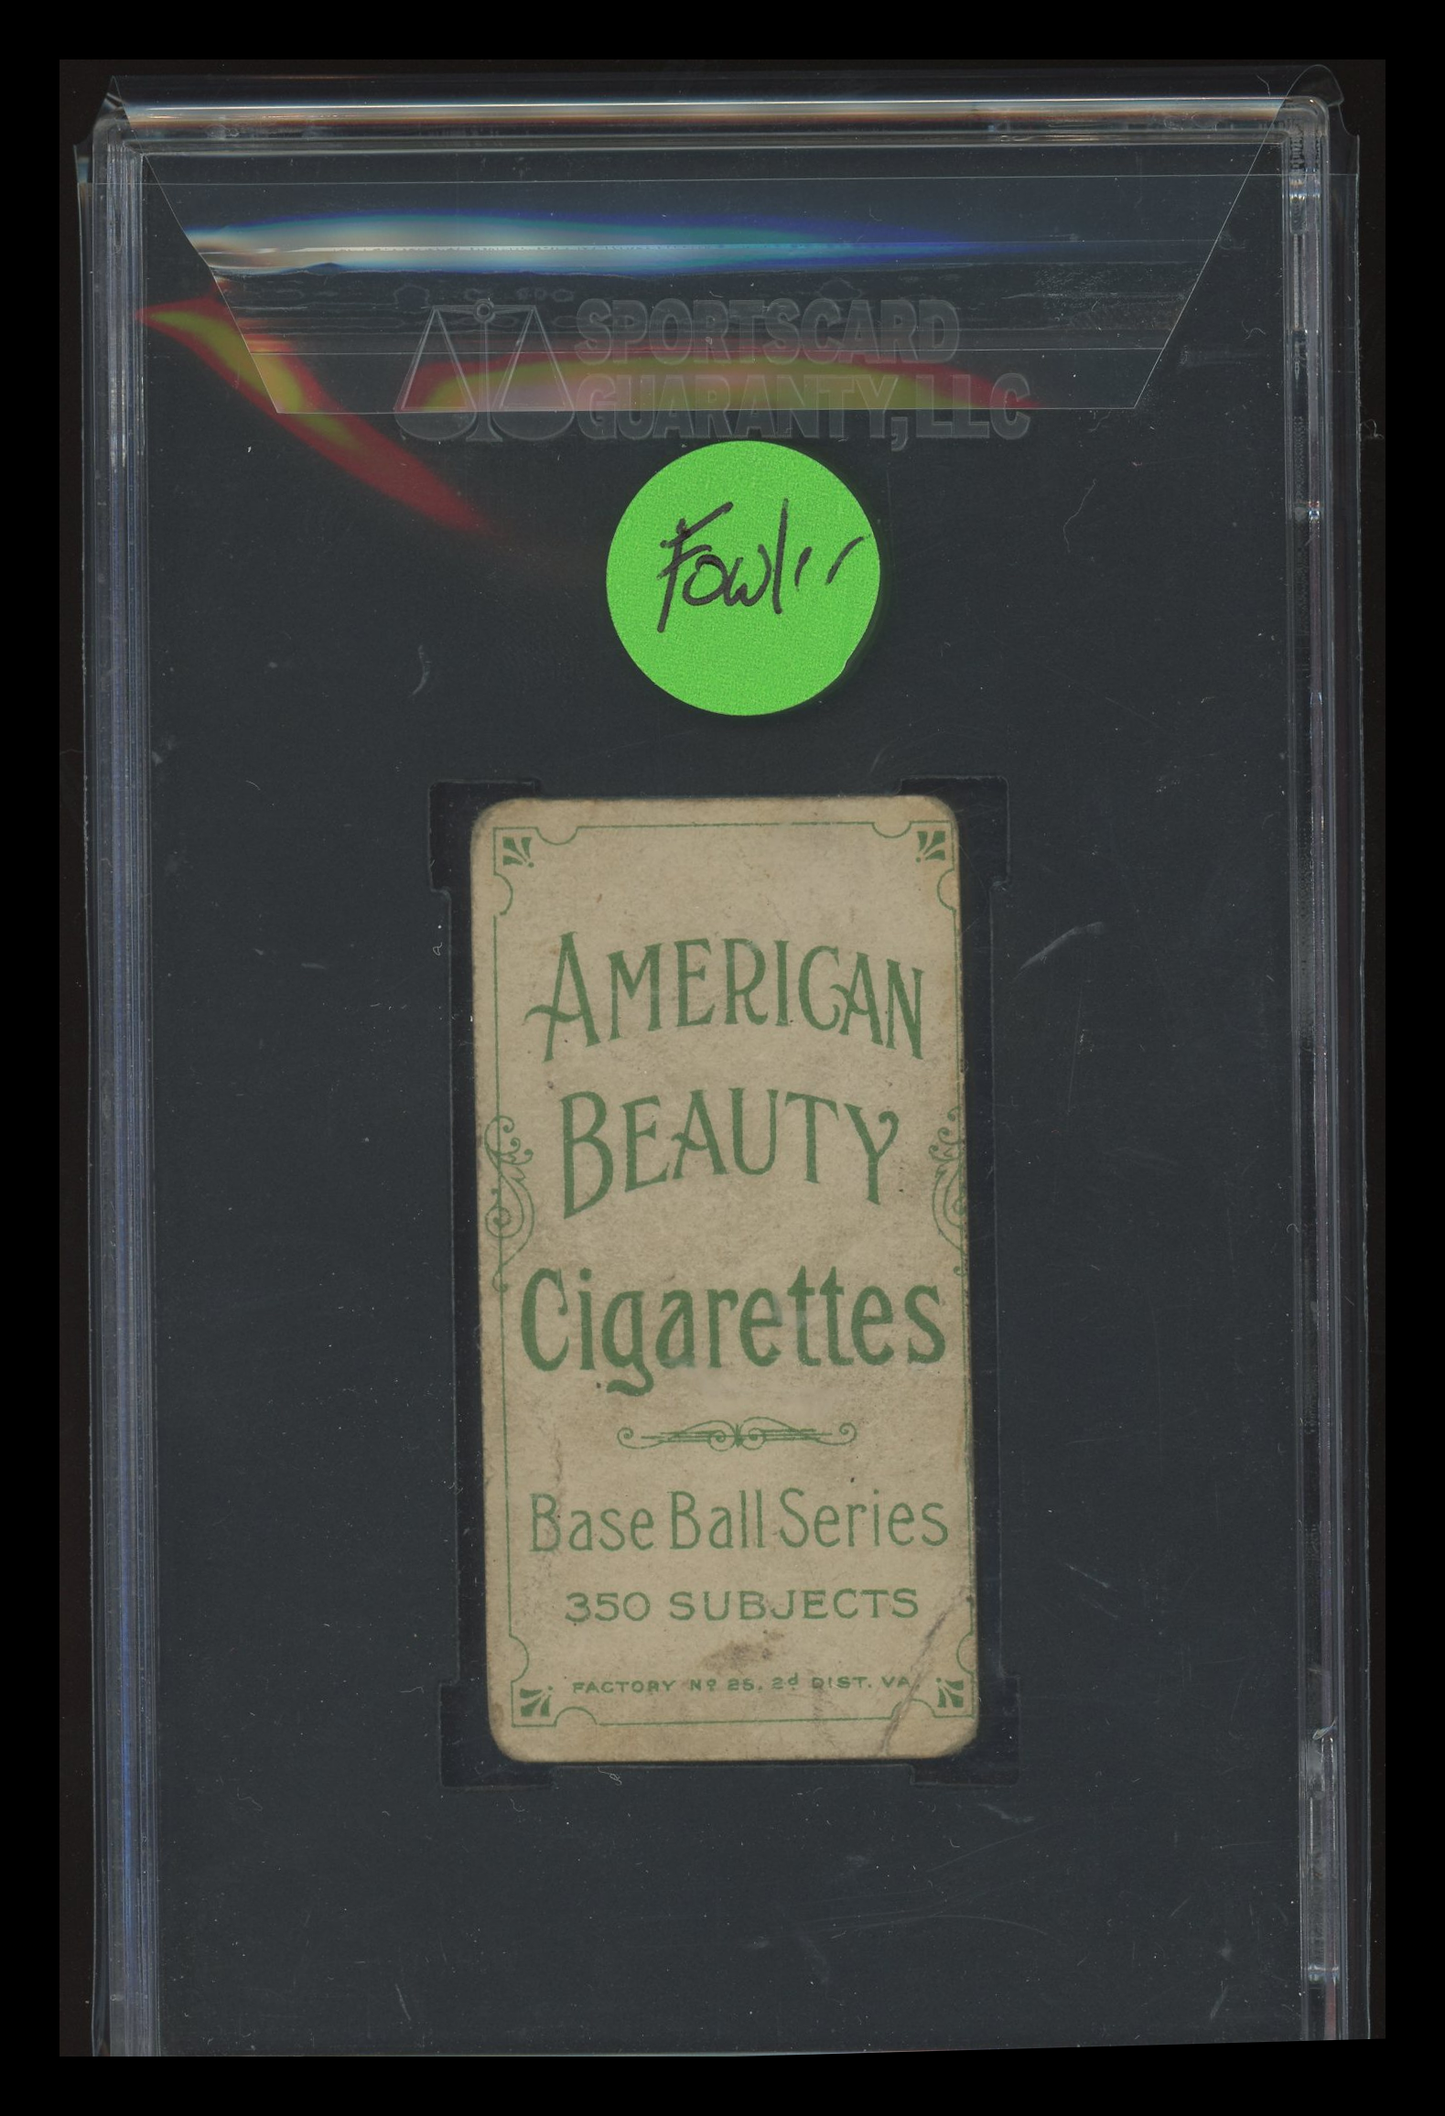 SPORTSCARD
GUARANTY, LLC
Fowler
AMERICAN
BEAUTY
Cigarettes
Base Ball Series
350 SUBJECTS
FACTORY Nº 25, 2d DIST. VA.